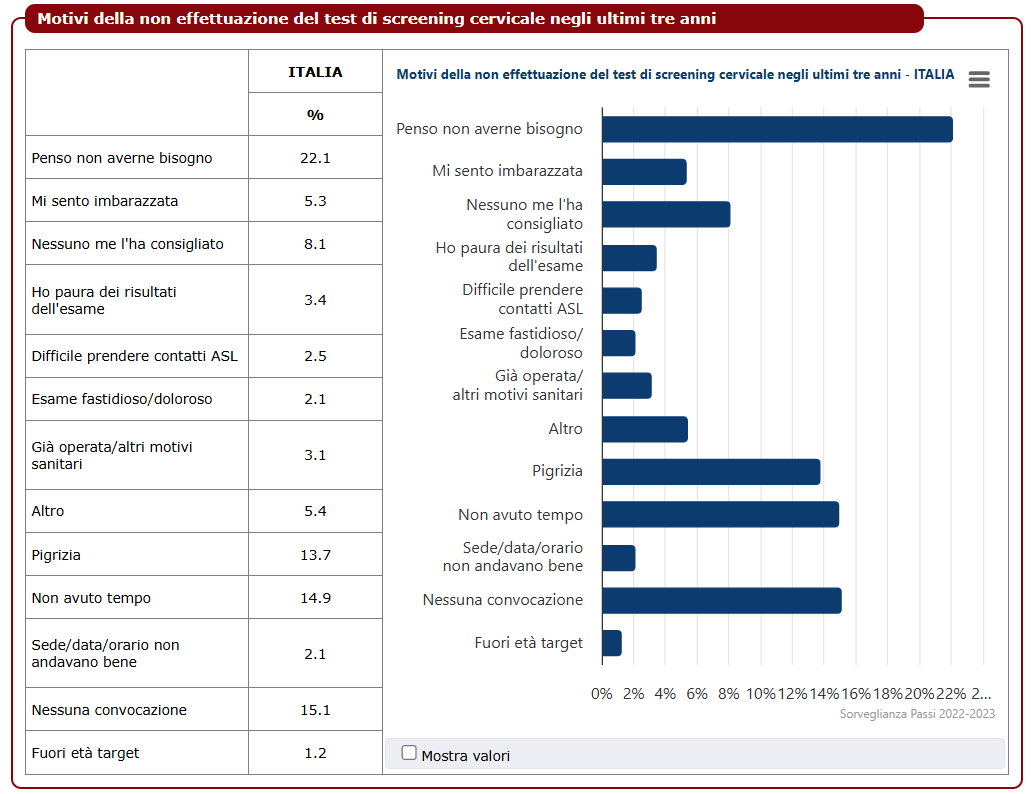 Motivi della non effettuazione del test di screening cervicale negli ultimi tre anni
ITALIA
%
Penso non averne bisogno 22.1
Mi sento imbarazzata 5.3
Nessuno me l'ha consigliato 8.1
Ho paura dei risultati
dell'esame 3.4
Difficile prendere contatti ASL 2.5
Esame fastidioso/doloroso 2.1
Già operata/altri motivi
sanitari 3.1
Altro 5.4
Pigrizia 13.7
Non avuto tempo 14.9
Sede/data/orario non
andavano bene 2.1
Nessuna convocazione 15.1
Fuori età target 1.2
Motivi della non effettuazione del test di screening cervicale negli ultimi tre anni - ITALIA
Penso non averne bisogno
Mi sento imbarazzata
Nessuno me l'ha
consigliato
Ho paura dei risultati
dell'esame
Difficile prendere
contatti ASL
Esame fastidioso/
doloroso
Già operata/
altri motivi sanitari
Altro
Pigrizia
Non avuto tempo
Sede/data/orario
non andavano bene
Nessuna convocazione
Fuori età target
0% 2% 4% 6% 8% 10% 12% 14% 16% 18% 20% 22% 2...
Sorveglianza Passi 2022-2023
Mostra valori